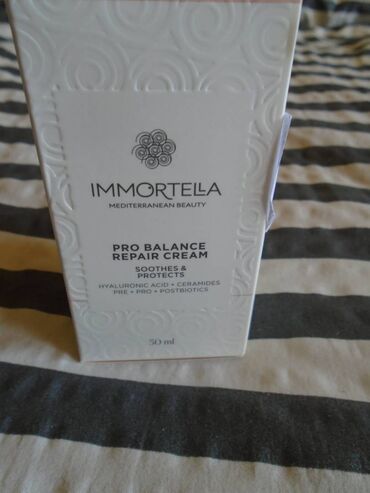 IMMORTELLA
MEDITERRANEAN BEAUTY
PRO BALANCE
REPAIR CREAM
SOOTHES &
PROTECTS
HYALURONIC ACID + CERAMIDES
PRE + PRO + POSTBIOTICS
50 ml